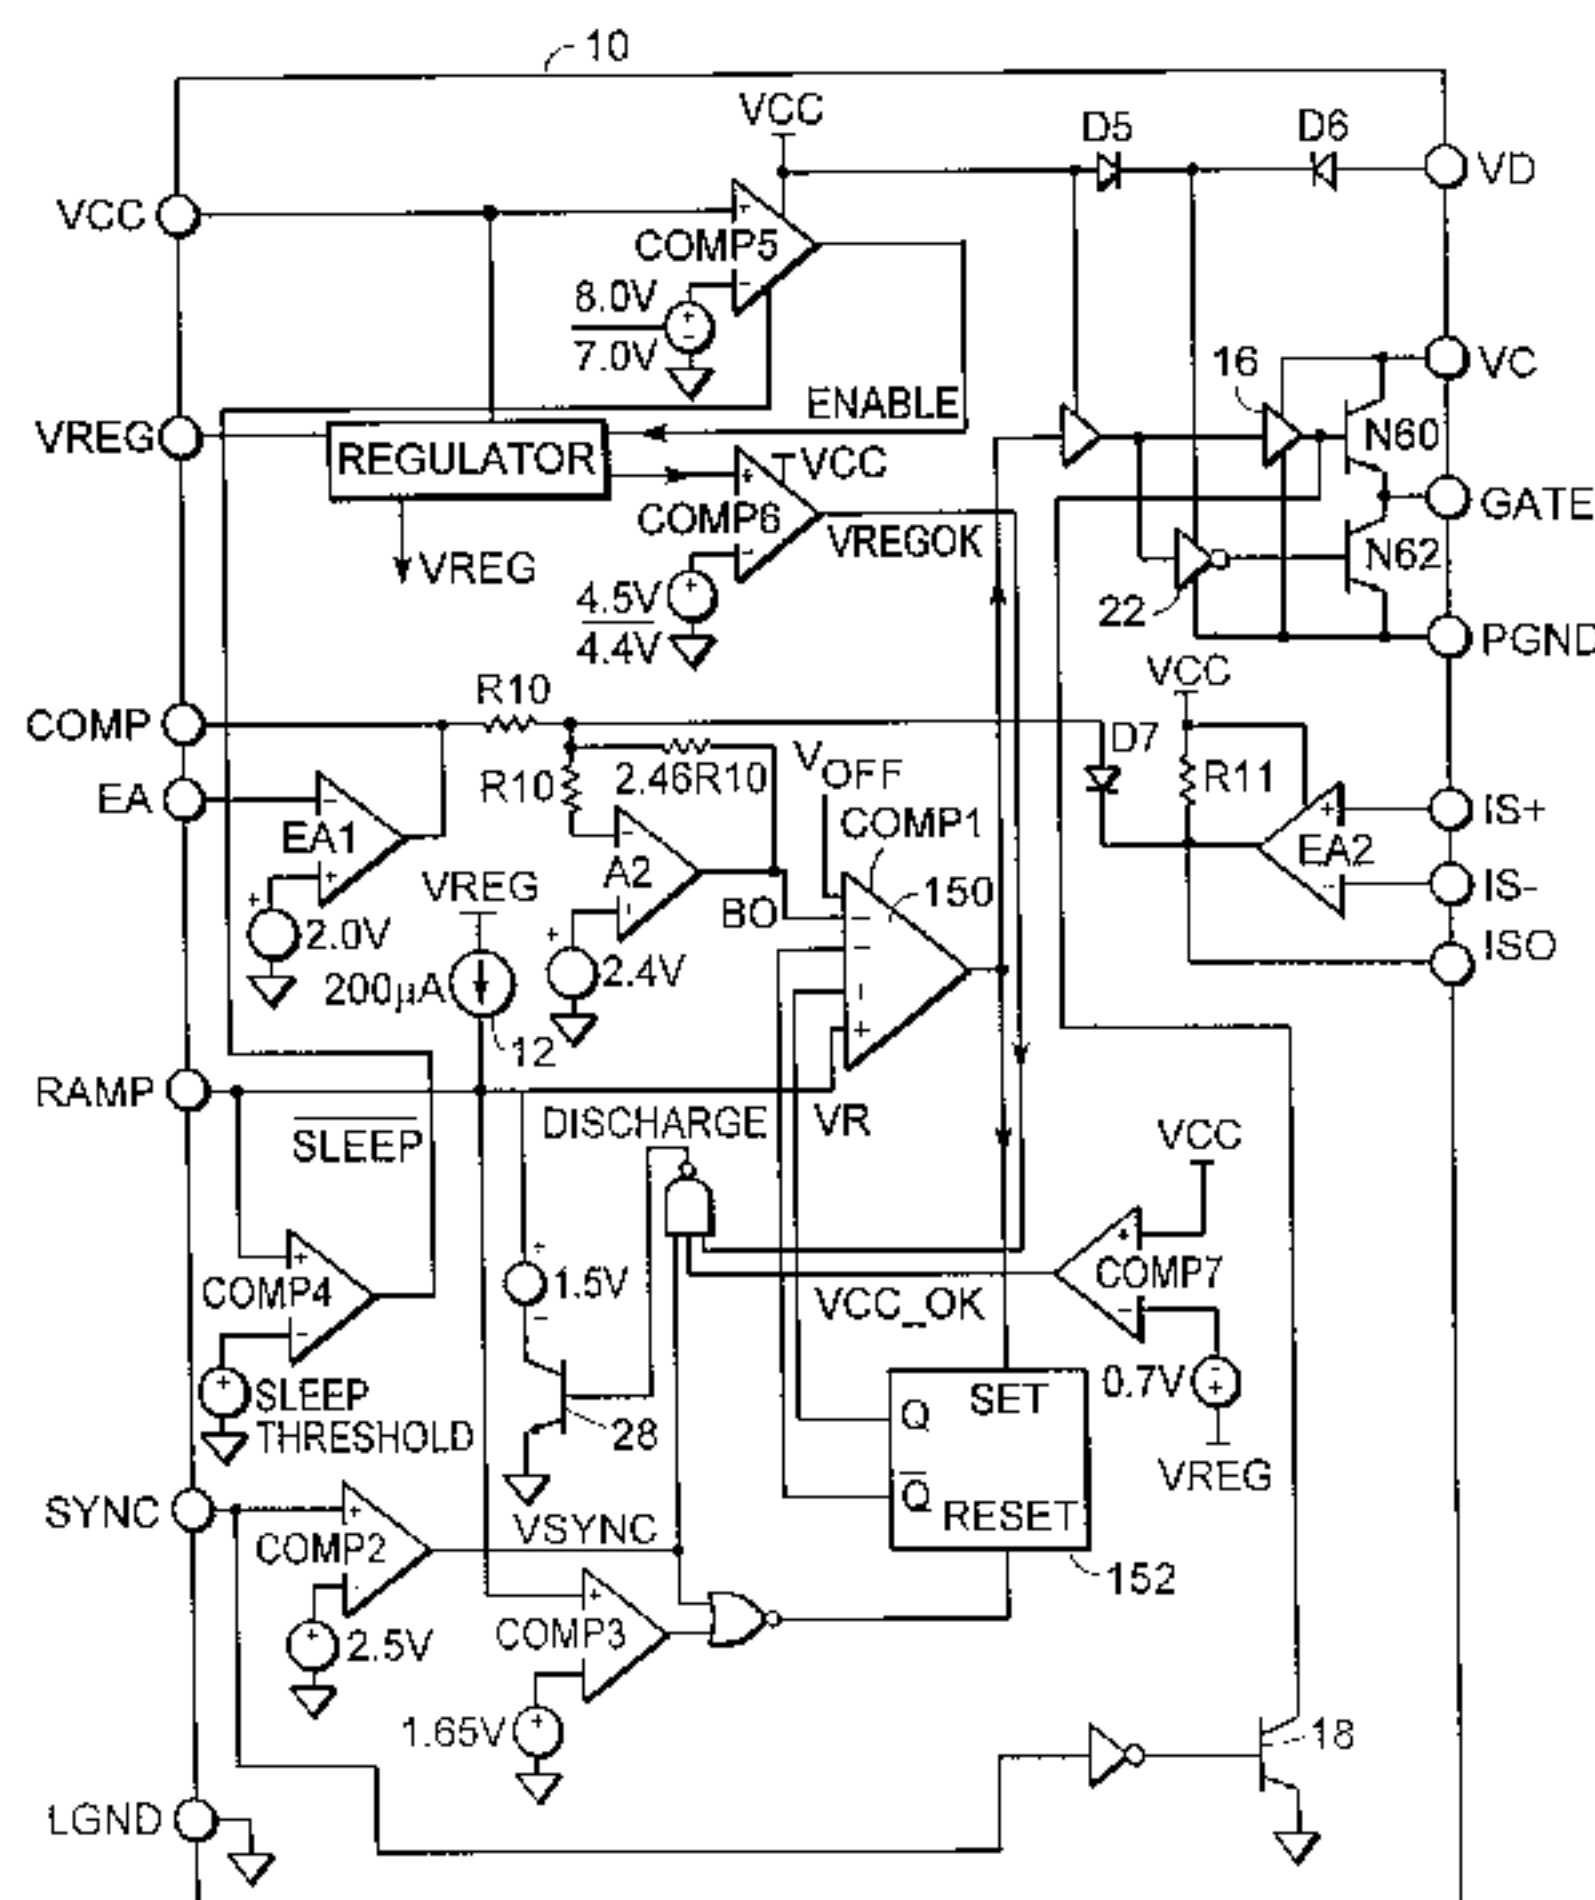 10
VCC
D5
D6
VD
VCC
COMP5
8.0V
7.0V
16
VC
ENABLE
VREG
REGULATOR
VCC
N60
GATE
COMP6
VREGOK
N62
VREG
4.5V
4.4V
22
PGND
VCC
R10
COMP
D7
R11
VOFF
EA
R10
2.46R10
IS+
EA1
COMP1
EA2
A2
VREG
150
IS-
BO
2.0V
ISO
200µA
2.4V
12
RAMP
SLEEP
DISCHARGE
VR
VCC
COMP4
1.5V
COMP7
VCC_OK
SLEEP
THRESHOLD
28
Q
SET
0.7V
VREG
Q
RESET
SYNC
VSYNC
COMP2
152
COMP3
2.5V
1.65V
18
LGND